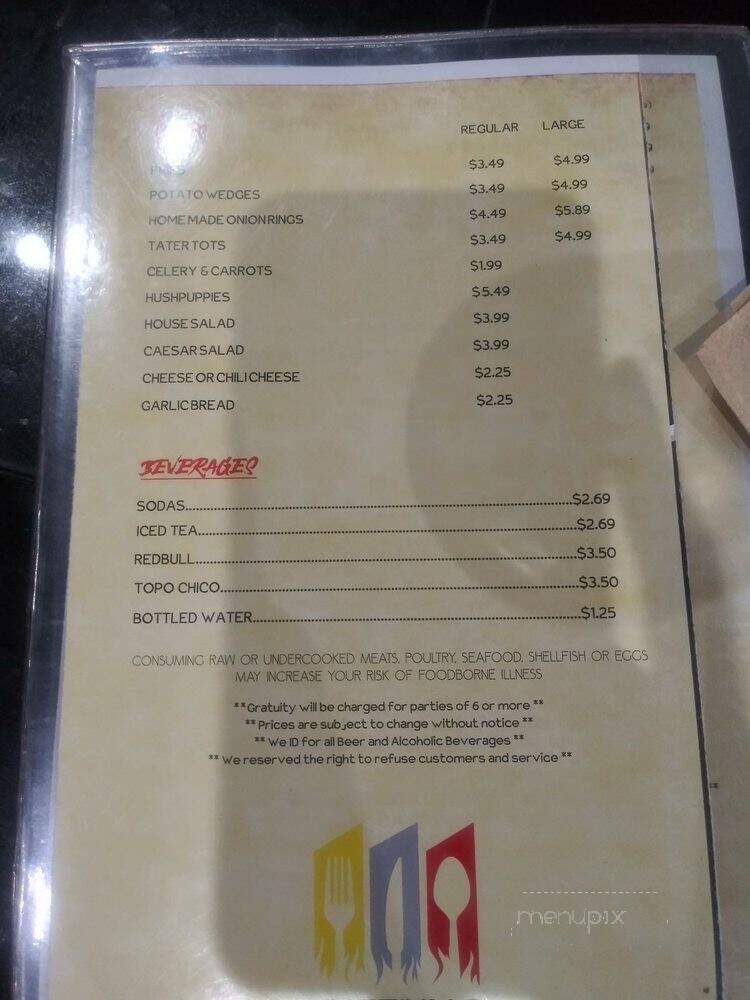 REGULAR LARGE
FRIES $3.49 $4.99
POTATO WEDGES $3.49 $4.99
HOME MADE ONION RINGS $4.49 $5.89
TATER TOTS $3.49 $4.99
CELERY & CARROTS $1.99
HUSHPUPPIES $5.49
HOUSE SALAD $3.99
CAESAR SALAD $3.99
CHEESE OR CHILI CHEESE $2.25
GARLIC BREAD $2.25
BEVERAGES
SODAS....................$2.69
ICED TEA....................$2.69
REDBULL....................$3.50
TOPO CHICO....................$3.50
BOTTLED WATER....................$1.25
CONSUMING RAW OR UNDERCOOKED MEATS, POULTRY, SEAFOOD, SHELLFISH OR EGGS
MAY INCREASE YOUR RISK OF FOODBORNE ILLNESS
**Gratuity will be charged for parties of 6 or more **
** Prices are subject to change without notice **
** We ID for all Beer and Alcoholic Beverages **
** We reserved the right to refuse customers and service **
menupix